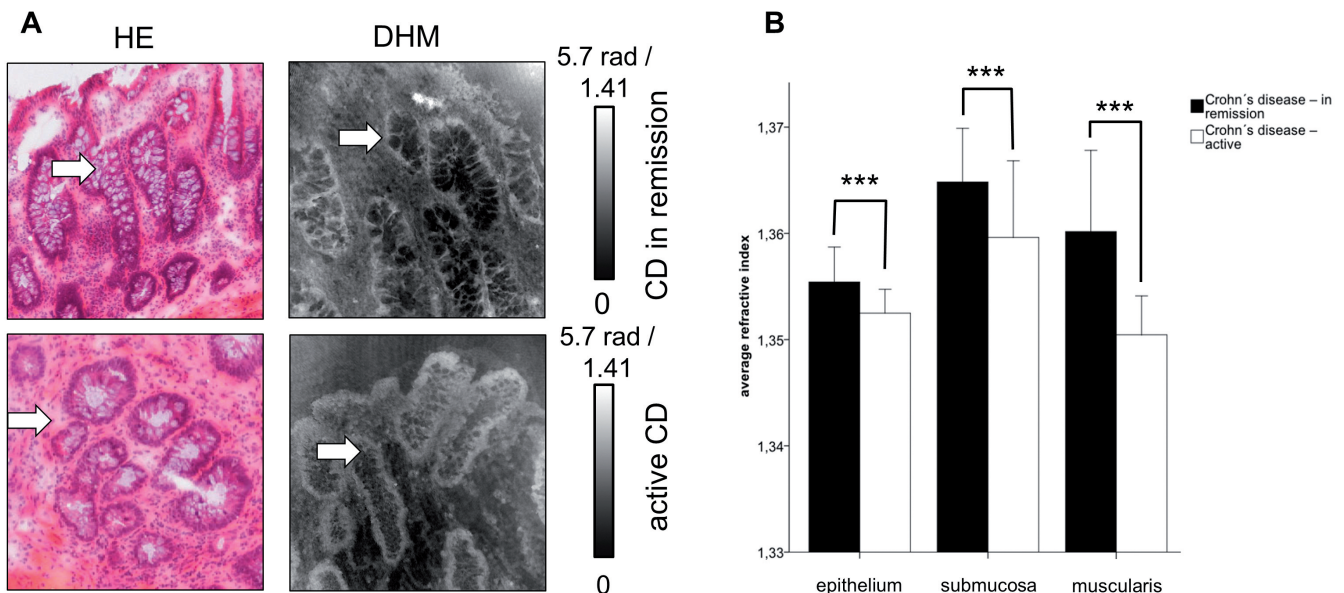 A
HE
DHM
5.7 rad /
1.41
0
CD in remission
5.7 rad /
1.41
0
active CD
B
***
***
***
1,37
1,36
1,35
1,34
1,33
average refractive index
epithelium
submucosa
muscularis
Crohn´s disease – in
remission
Crohn´s disease –
active